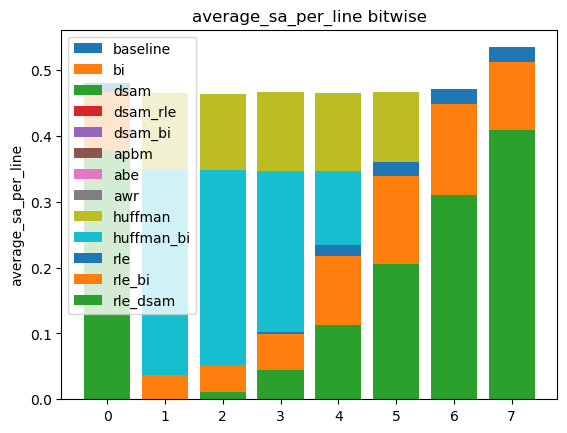 average_sa_per_line bitwise
average_sa_per_line
0.5
0.4
0.3
0.2
0.1
0.0
baseline
bi
dsam
dsam_rle
dsam_bi
apbm
abe
awr
huffman
huffman_bi
rle
rle_bi
rle_dsam
0 1 2 3 4 5 6 7